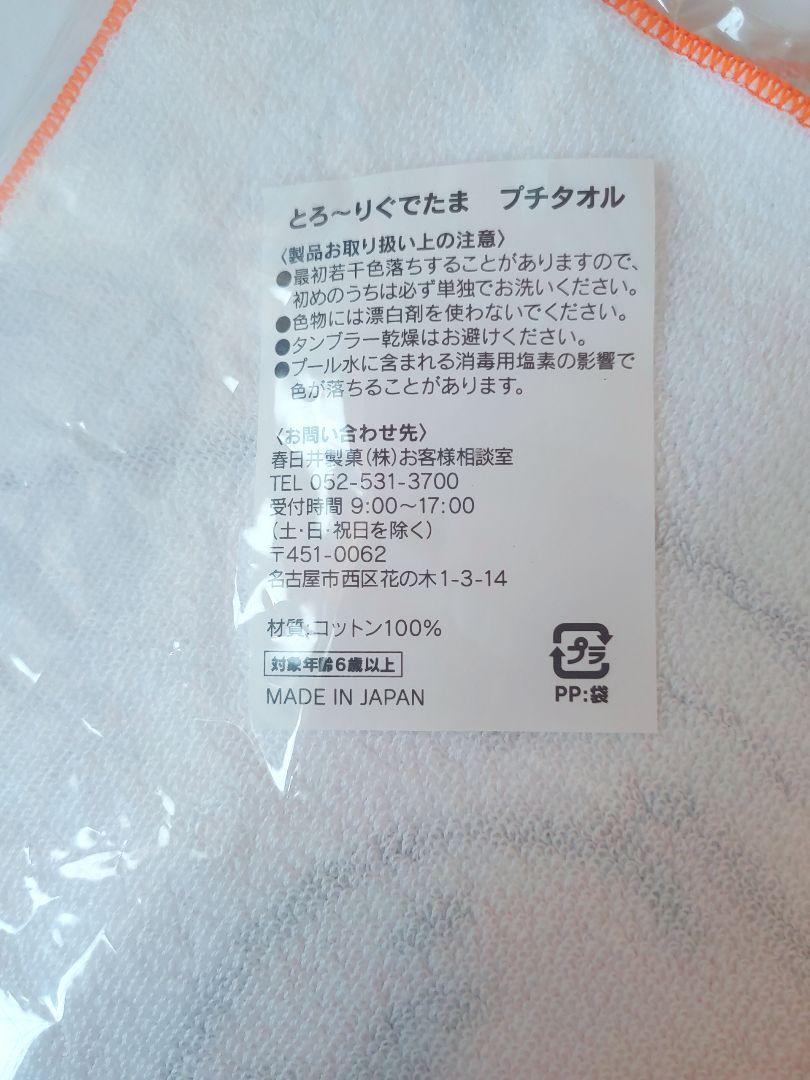 とろ～りぐでたま　プチタオル
〈製品お取り扱い上の注意〉
●最初若干色落ちすることがありますので、
初めのうちは必ず単独でお洗いください。
●色物には漂白剤を使わないでください。
●タンブラー乾燥はお避けください。
●プール水に含まれる消毒用塩素の影響で
色が落ちることがあります。
〈お問い合わせ先〉
春日井製菓(株)お客様相談室
TEL 052-531-3700
受付時間 9:00～17:00
(土・日・祝日を除く)
〒451-0062
名古屋市西区花の木1-3-14
材質:コットン100%
対象年齢6歳以上
MADE IN JAPAN
プラ
PP:袋